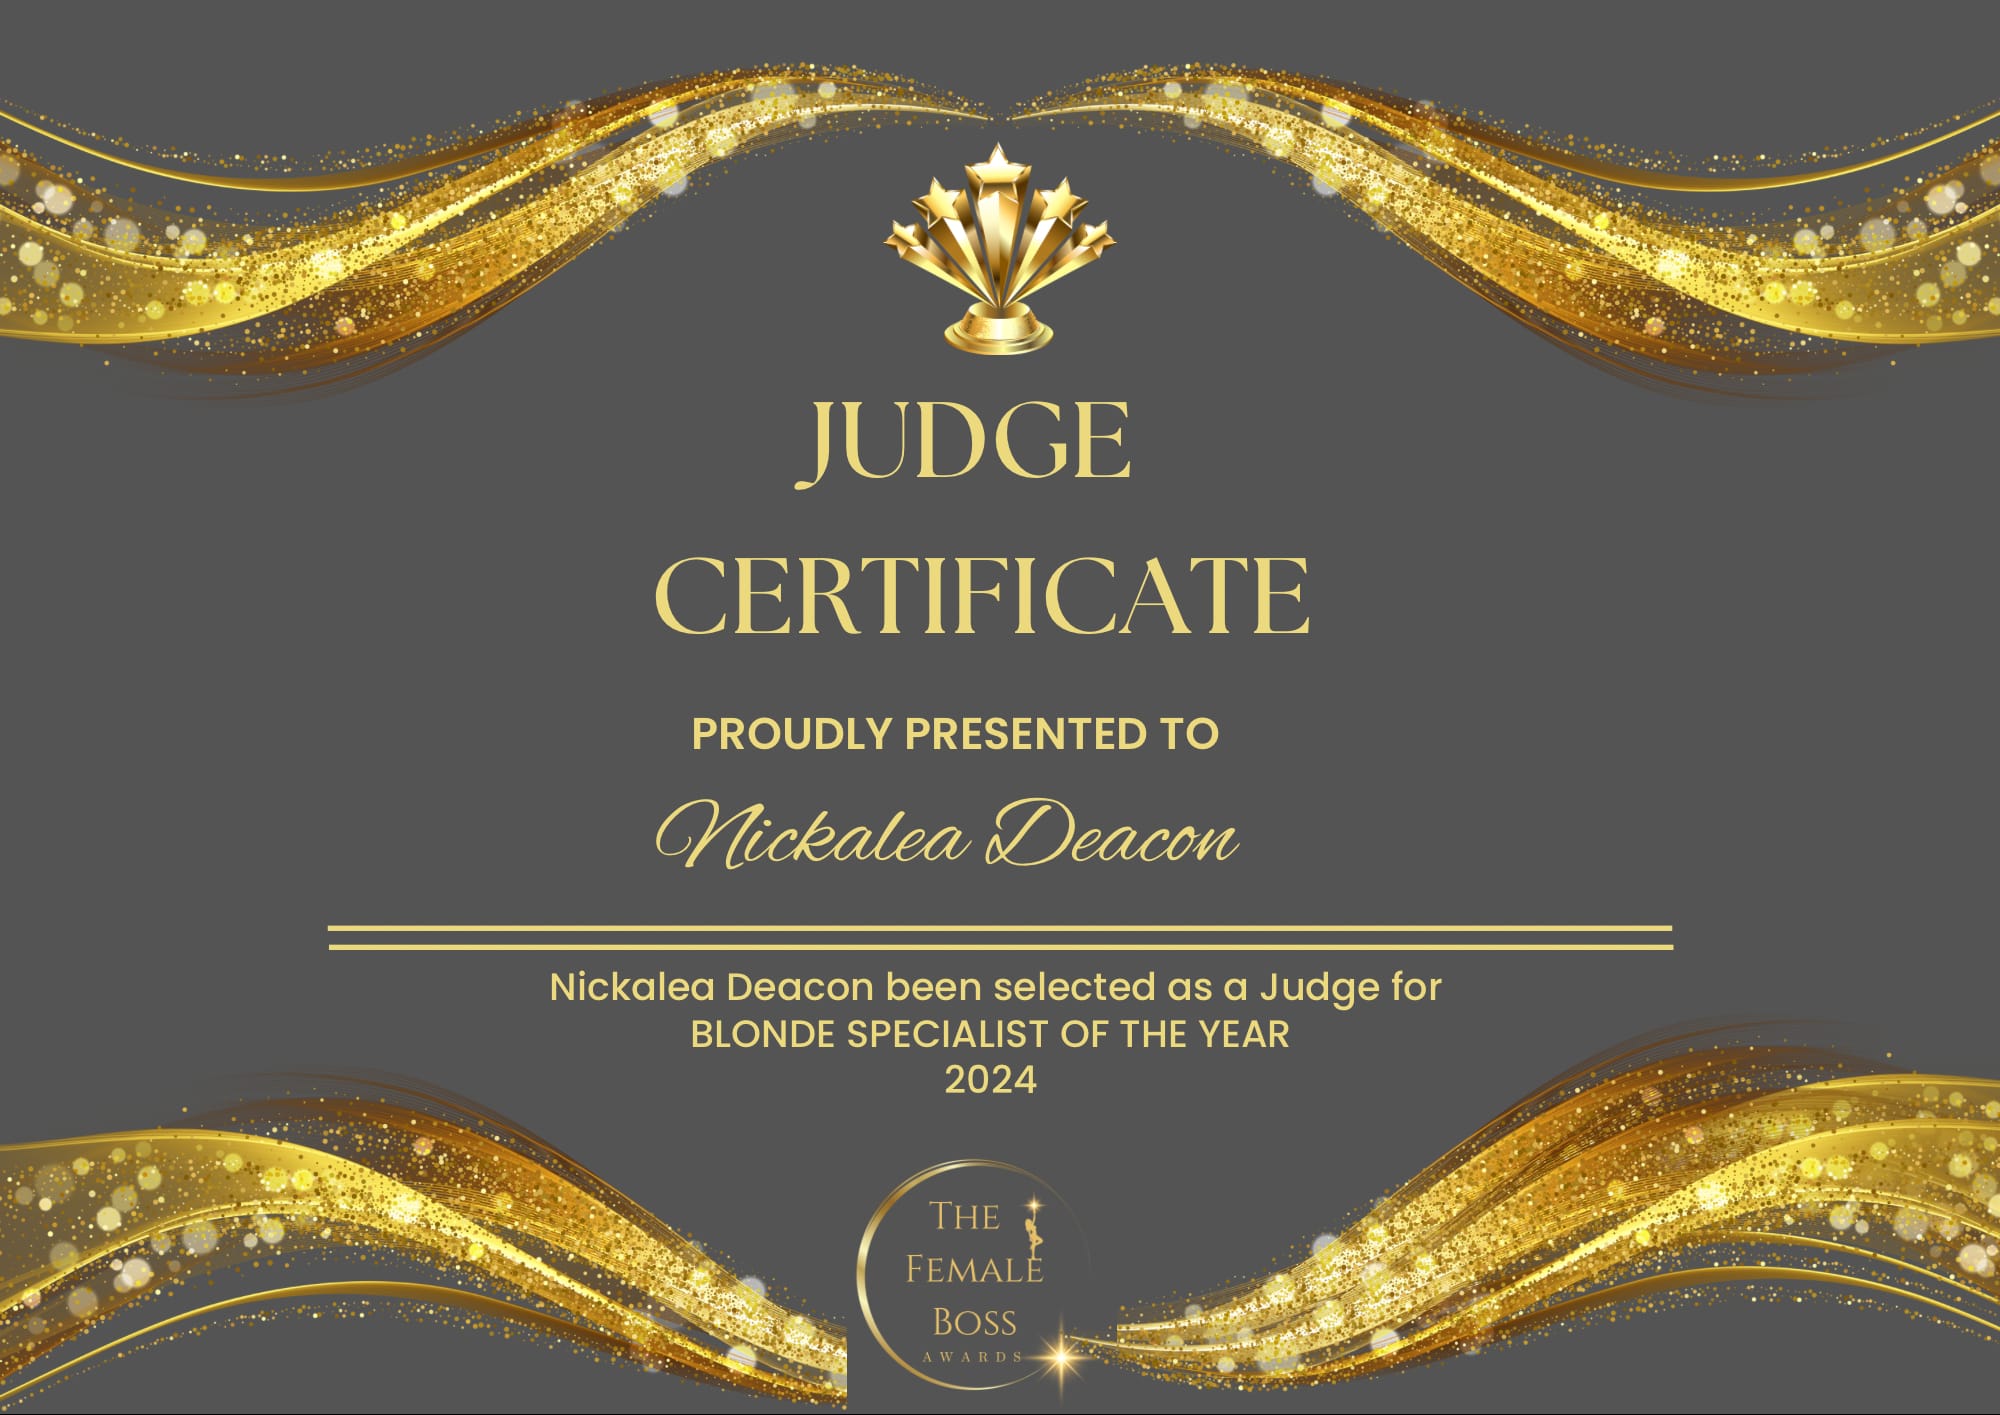 JUDGE
CERTIFICATE
PROUDLY PRESENTED TO
Nickalea Deacon
Nickalea Deacon been selected as a Judge for
BLONDE SPECIALIST OF THE YEAR
2024
THE
FEMALE
BOSS
AWARDS